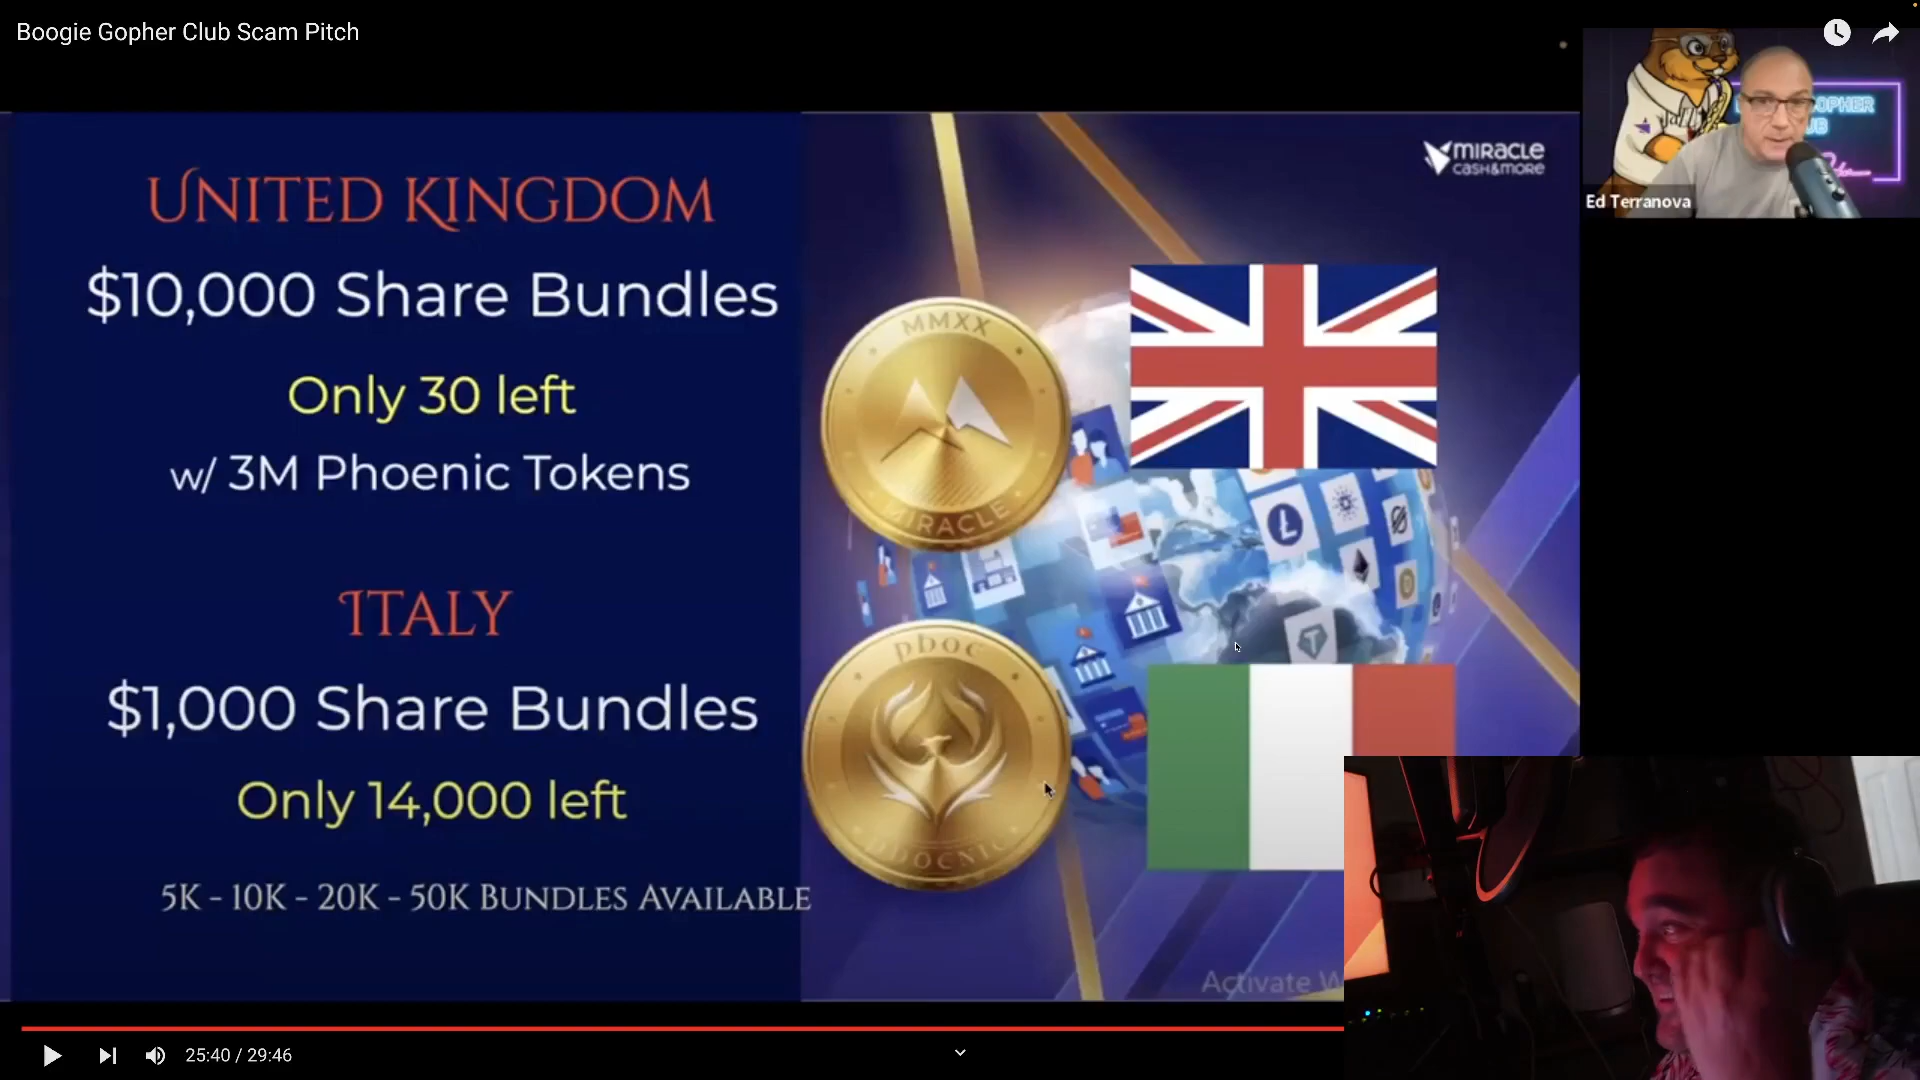 Boogie Gopher Club Scam Pitch
UNITED KINGDOM
$10,000 Share Bundles
Only 30 left
w/ 3M Phoenic Tokens
ITALY
$1,000 Share Bundles
Only 14,000 left
5K - 10K - 20K - 50K BUNDLES AVAILABLE
MIRACLE
CASH&MORE
MMXX
MIRACLE
pboc
Ed Terranova
OPHER
UB
Activate W
25:40 / 29:46